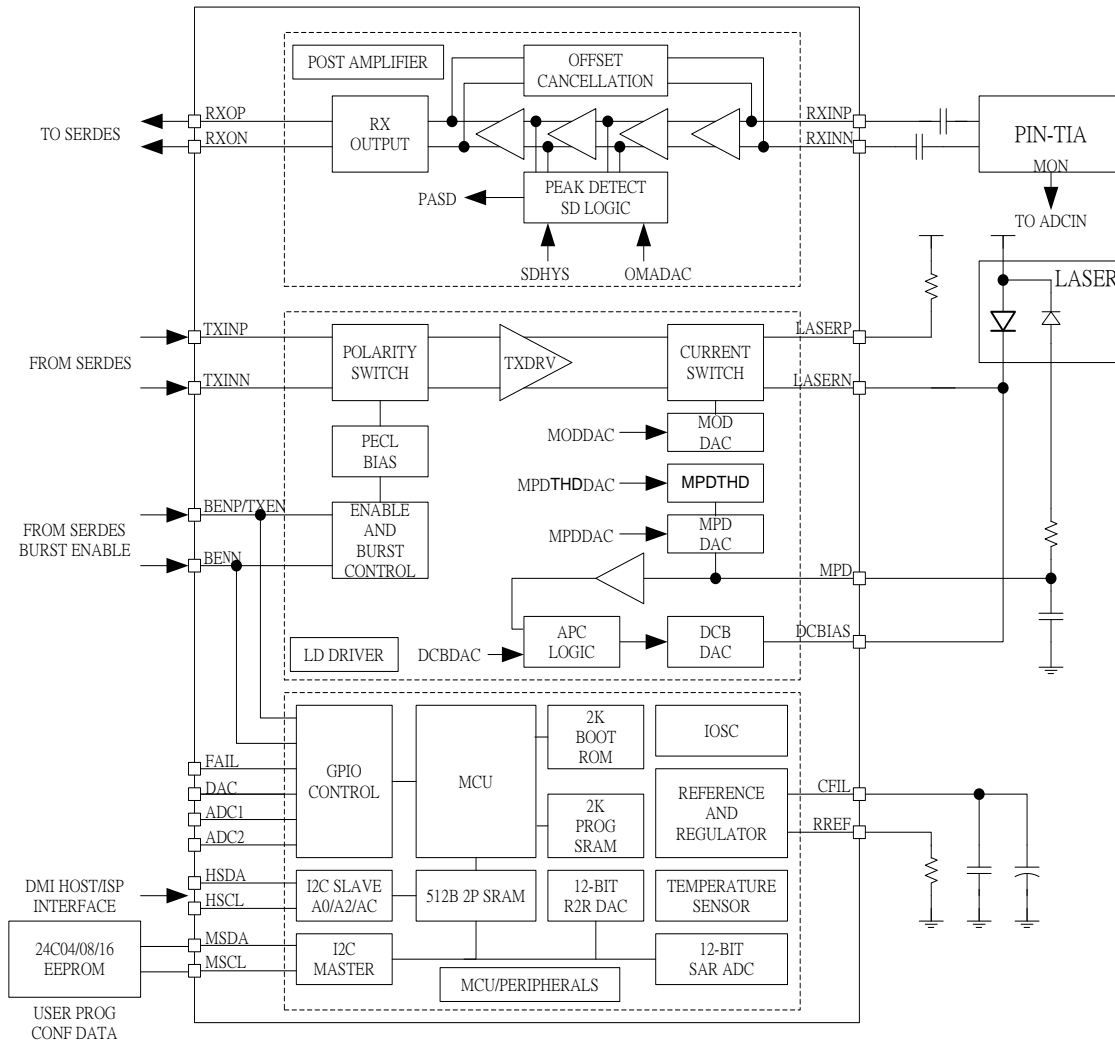 POST AMPLIFIER
OFFSET
CANCELLATION
RXOP
RXON
TO SERDES
RX
OUTPUT
RXINP
RXINN
PIN-TIA
MON
TO ADCIN
PASD
PEAK DETECT
SD LOGIC
SDHYS
OMADAC
LASER
TXINP
TXINN
FROM SERDES
POLARITY
SWITCH
TXDRV
CURRENT
SWITCH
LASERP
LASERN
PECL
BIAS
MODDAC
MOD
DAC
MPDTHDDAC
MPDTHD
BENP/TXEN
BENN
FROM SERDES
BURST ENABLE
ENABLE
AND
BURST
CONTROL
MPDDAC
MPD
DAC
MPD
DCBIAS
LD DRIVER
DCBDAC
APC
LOGIC
DCB
DAC
FAIL
DAC
ADC1
ADC2
GPIO
CONTROL
MCU
2K
BOOT
ROM
IOSC
2K
PROG
SRAM
REFERENCE
AND
REGULATOR
CFIL
RREF
DMI HOST/ISP
INTERFACE
HSDA
HSCL
I2C SLAVE
A0/A2/AC
512B 2P SRAM
12-BIT
R2R DAC
TEMPERATURE
SENSOR
24C04/08/16
EEPROM
USER PROG
CONF DATA
MSDA
MSCL
I2C
MASTER
MCU/PERIPHERALS
12-BIT
SAR ADC